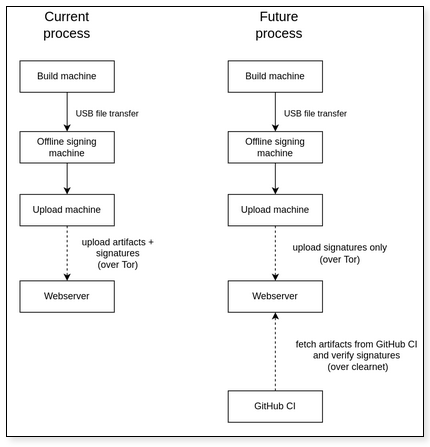 Current
process
Build machine
USB file transfer
Offline signing
machine
Upload machine
upload artifacts +
signatures
(over Tor)
Webserver
Future
process
Build machine
USB file transfer
Offline signing
machine
Upload machine
upload signatures only
(over Tor)
Webserver
fetch artifacts from GitHub CI
and verify signatures
(over clearnet)
GitHub CI